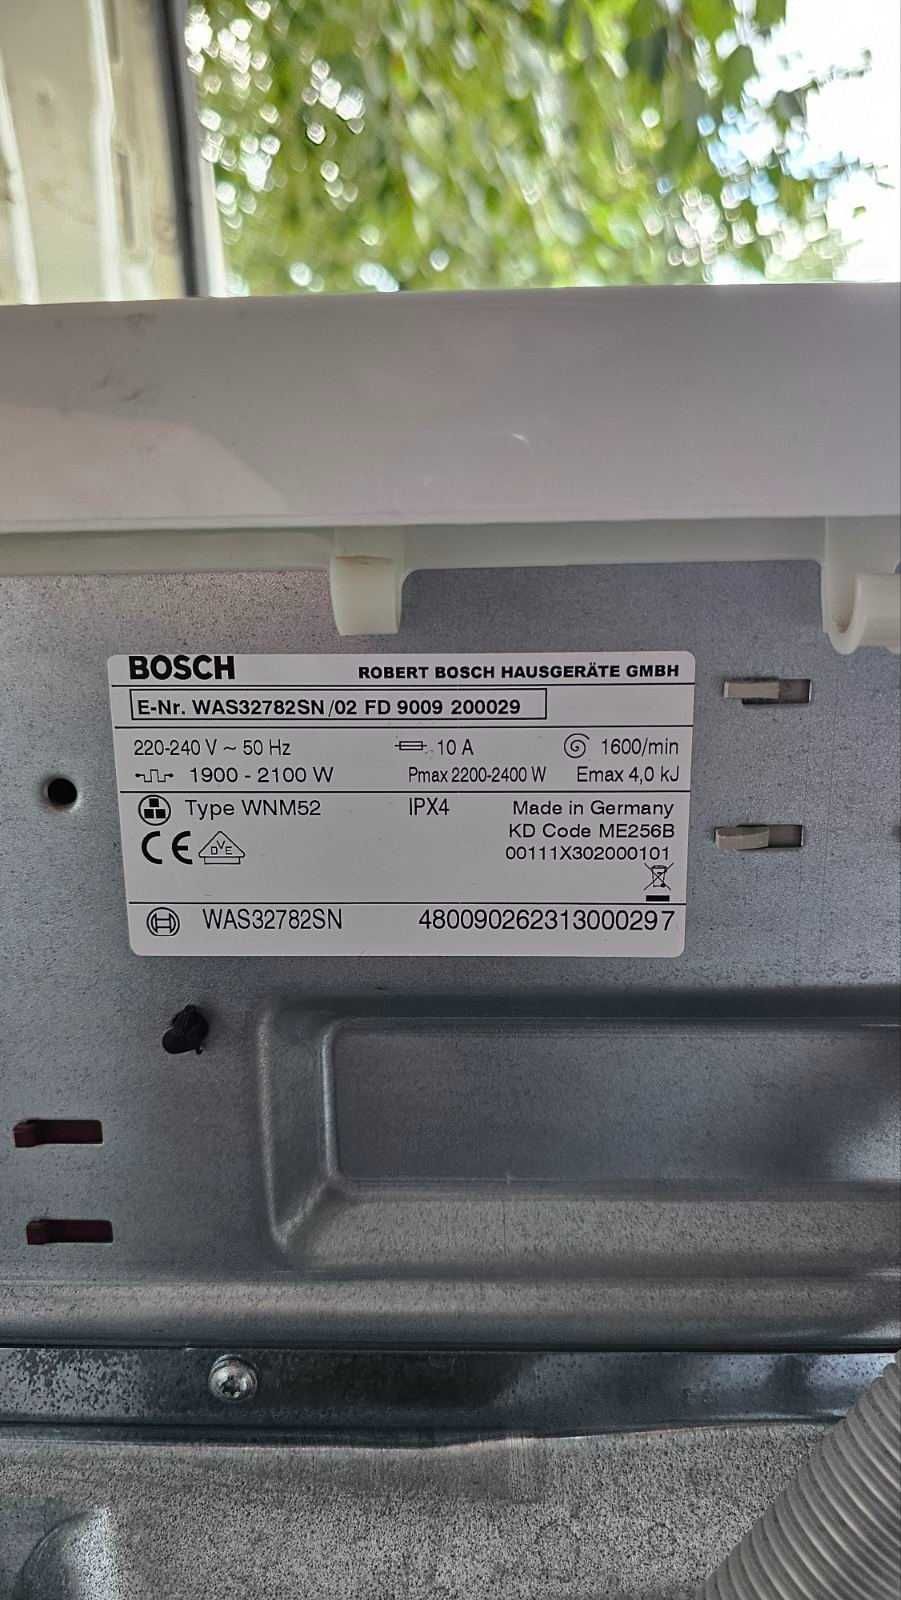 BOSCH ROBERT BOSCH HAUSGERÄTE GMBH
E-Nr. WAS32782SN /02 FD 9009 200029
220-240 V ~ 50 Hz 10 A 1600/min
1900 - 2100 W Pmax 2200-2400 W Emax 4,0 kJ
Type WNM52 IPX4 Made in Germany
KD Code ME256B
CE DVE 00111X302000101
WAS32782SN 480090262313000297